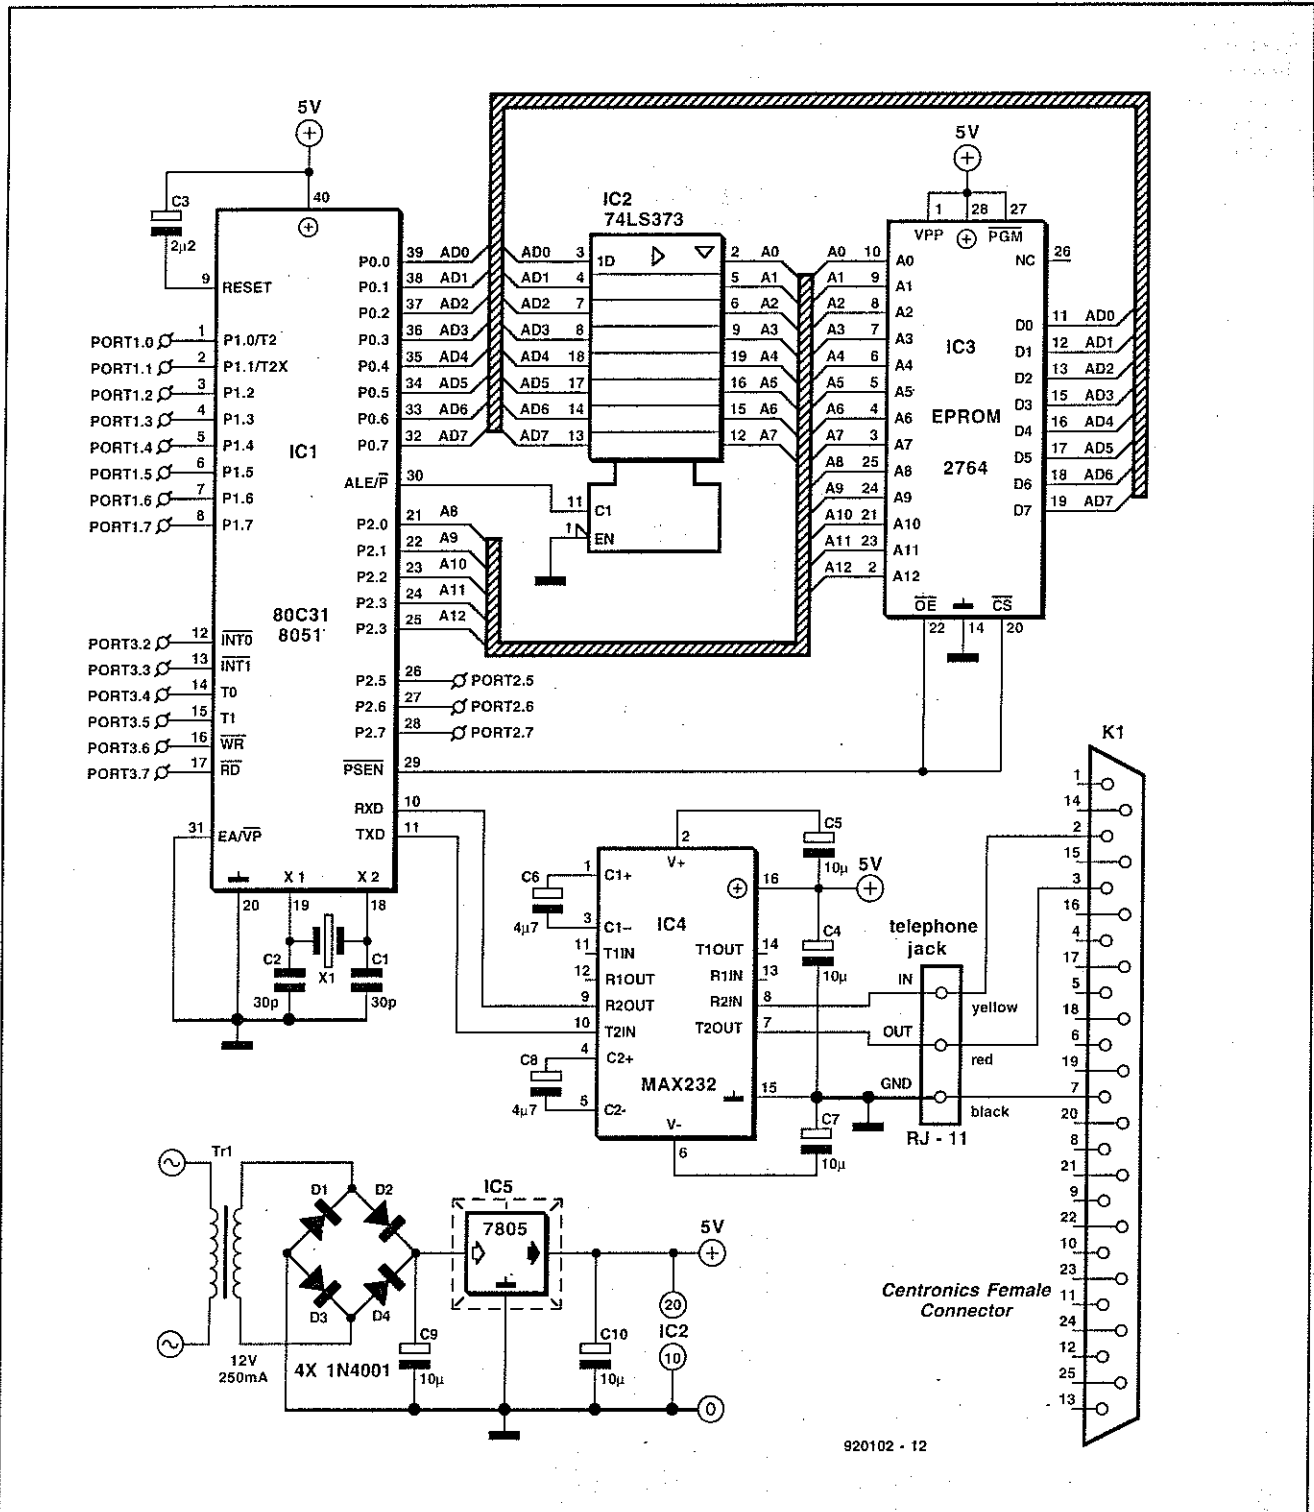 5V
C3
2µ2
40
9 RESET
PORT1.0 1 P1.0/T2
PORT1.1 2 P1.1/T2X
PORT1.2 3 P1.2
PORT1.3 4 P1.3
PORT1.4 5 P1.4
PORT1.5 6 P1.5
PORT1.6 7 P1.6
PORT1.7 8 P1.7
IC1
80C31
8051
PORT3.2 12 INT0
PORT3.3 13 INT1
PORT3.4 14 T0
PORT3.5 15 T1
PORT3.6 16 WR
PORT3.7 17 RD
31 EA/VP
P0.0 39 AD0
P0.1 38 AD1
P0.2 37 AD2
P0.3 36 AD3
P0.4 35 AD4
P0.5 34 AD5
P0.6 33 AD6
P0.7 32 AD7
ALE/P 30
P2.0 21 A8
P2.1 22 A9
P2.2 23 A10
P2.3 24 A11
P2.3 25 A12
P2.5 26 PORT2.5
P2.6 27 PORT2.6
P2.7 28 PORT2.7
PSEN 29
RXD 10
TXD 11
X1 X2
20 19 18
C2 X1 C1
30p 30p
IC2
74LS373
AD0 3 1D 2 A0
AD1 4 5 A1
AD2 7 6 A2
AD3 8 9 A3
AD4 18 19 A4
AD5 17 16 A5
AD6 14 15 A6
AD7 13 12 A7
11 C1
1 EN
5V
1 28 27
VPP PGM
A0 10 A0
A1 9 A1
A2 8 A2
A3 7 A3
A4 6 A4
A5 5 A5
A6 4 A6
A7 3 A7
A8 25 A8
A9 24 A9
A10 21 A10
A11 23 A11
A12 2 A12
IC3
EPROM
2764
NC 26
D0 11 AD0
D1 12 AD1
D2 13 AD2
D3 15 AD3
D4 16 AD4
D5 17 AD5
D6 18 AD6
D7 19 AD7
OE CS
22 14 20
2
V+
C5
10µ
5V
16
C6
4µ7
1 C1+
3 C1–
11 T1IN
12 R1OUT
9 R2OUT
10 T2IN
4 C2+
5 C2-
C8
4µ7
IC4
MAX232
T1OUT 14
R1IN 13
R2IN 8
T2OUT 7
15
V-
6
C4
10µ
C7
10µ
telephone
jack
IN
OUT
GND
yellow
red
black
RJ - 11
K1
1
14
2
15
3
16
4
17
5
18
6
19
7
20
8
21
9
22
10
23
11
24
12
25
13
Centronics Female
Connector
Tr1
12V
250mA
D1 D2
D3 D4
4X 1N4001
C9
10µ
IC5
7805
C10
10µ
5V
20
IC2
10
0
920102 - 12